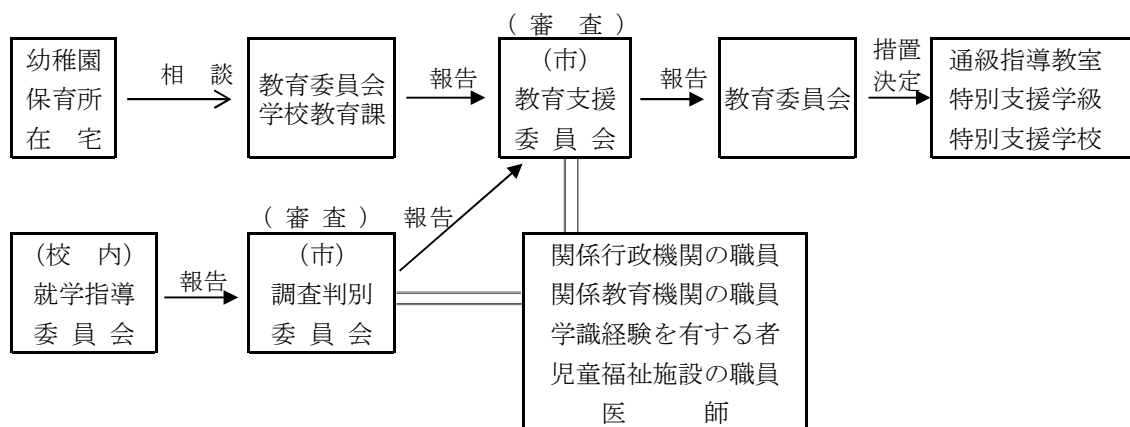 幼稚園
保育所
在　宅
相　談
教育委員会
学校教育課
報告
（ 審　査 ）
（市）
教育支援
委 員 会
報告
教育委員会
措置
決定
通級指導教室
特別支援学級
特別支援学校
（校　内）
就学指導
委 員 会
報告
（ 審 査 ）
（市）
調査判別
委 員 会
報告
関係行政機関の職員
関係教育機関の職員
学識経験を有する者
児童福祉施設の職員
医　　　師